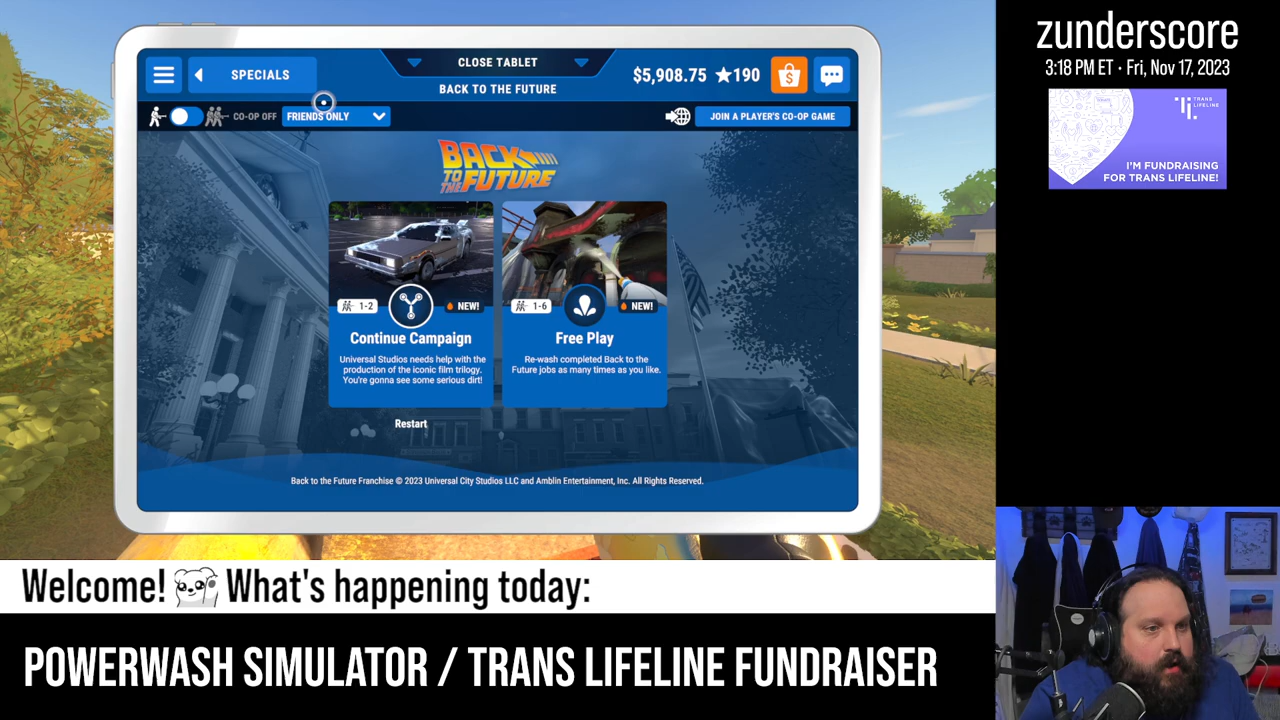 SPECIALS
CLOSE TABLET
BACK TO THE FUTURE
$5,908.75 ★190
CO-OP OFF
FRIENDS ONLY
JOIN A PLAYER'S CO-OP GAME
BACK
TO THE
FUTURE
1-2
NEW!
Continue Campaign
Universal Studios needs help with the
production of the iconic film trilogy.
You're gonna see some serious dirt!
1-6
NEW!
Free Play
Re-wash completed Back to the
Future jobs as many times as you like.
Restart
Back to the Future Franchise © 2023 Universal City Studios LLC and Amblin Entertainment, Inc. All Rights Reserved.
zunderscore
3:18 PM ET • Fri, Nov 17, 2023
TRANS
LIFELINE
I'M FUNDRAISING
FOR TRANS LIFELINE!
Welcome! What's happening today:
POWERWASH SIMULATOR / TRANS LIFELINE FUNDRAISER